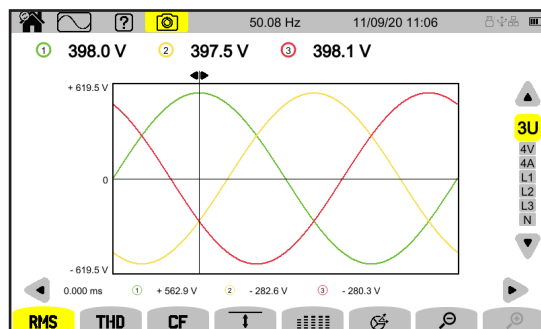 ? 50.08 Hz 11/09/20 11:06
1 398.0 V 2 397.5 V 3 398.1 V
+ 619.5 V
3U
4V
4A
L1
L2
L3
N
0
- 619.5 V
0.000 ms 1 + 562.9 V 2 - 282.6 V 3 - 280.3 V
RMS THD CF